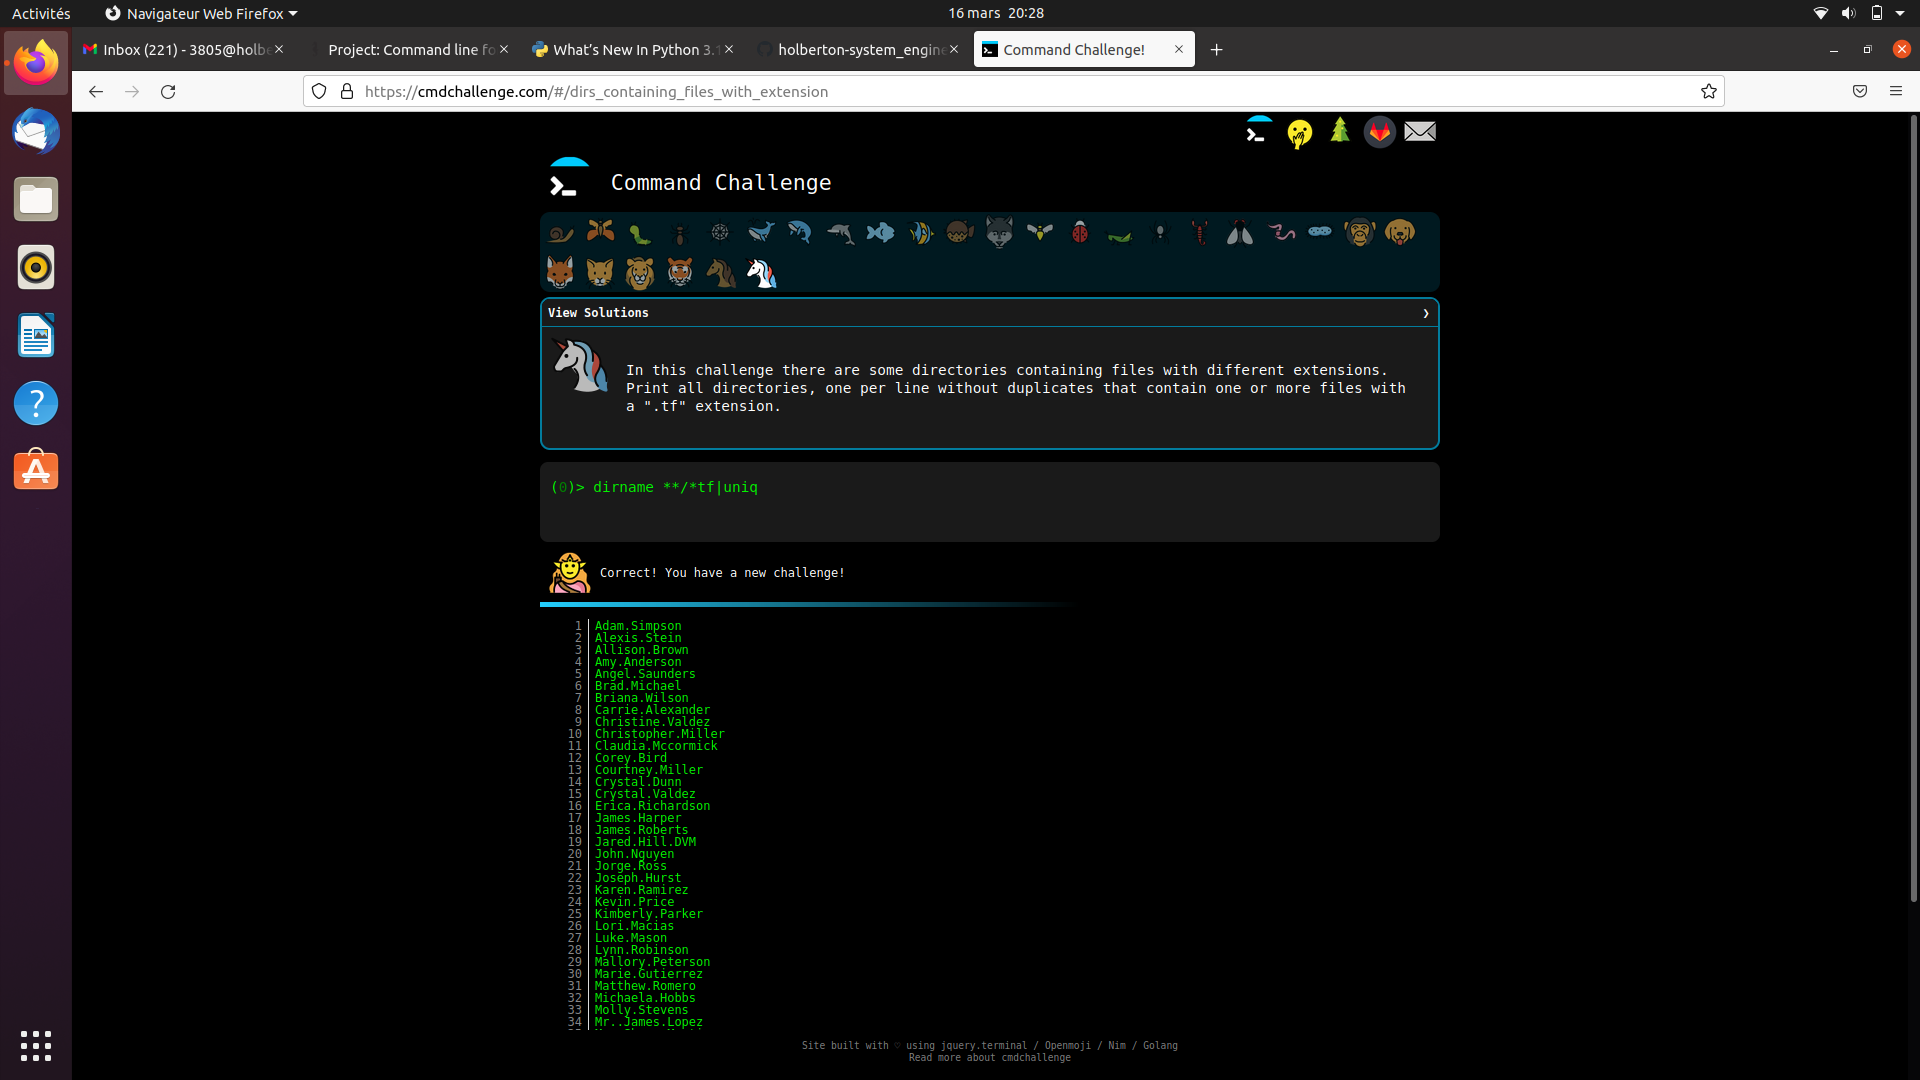 Activités
Navigateur Web Firefox
16 mars 20:28
Inbox (221) - 3805@holbe
Project: Command line fo
What's New In Python 3.1
holberton-system_engine
Command Challenge!
https://cmdchallenge.com/#/dirs_containing_files_with_extension
Command Challenge
View Solutions
In this challenge there are some directories containing files with different extensions.
Print all directories, one per line without duplicates that contain one or more files with
a ".tf" extension.
(0)> dirname **/*tf|uniq
Correct! You have a new challenge!
1 Adam.Simpson
2 Alexis.Stein
3 Allison.Brown
4 Amy.Anderson
5 Angel.Saunders
6 Brad.Michael
7 Briana.Wilson
8 Carrie.Alexander
9 Christine.Valdez
10 Christopher.Miller
11 Claudia.Mccormick
12 Corey.Bird
13 Courtney.Miller
14 Crystal.Dunn
15 Crystal.Valdez
16 Erica.Richardson
17 James.Harper
18 James.Roberts
19 Jared.Hill.DVM
20 John.Nguyen
21 Jorge.Ross
22 Joseph.Hurst
23 Karen.Ramirez
24 Kevin.Price
25 Kimberly.Parker
26 Lori.Macias
27 Luke.Mason
28 Lynn.Robinson
29 Mallory.Peterson
30 Marie.Gutierrez
31 Matthew.Romero
32 Michaela.Hobbs
33 Molly.Stevens
34 Mr..James.Lopez
Site built with ♡ using jquery.terminal / Openmoji / Nim / Golang
Read more about cmdchallenge